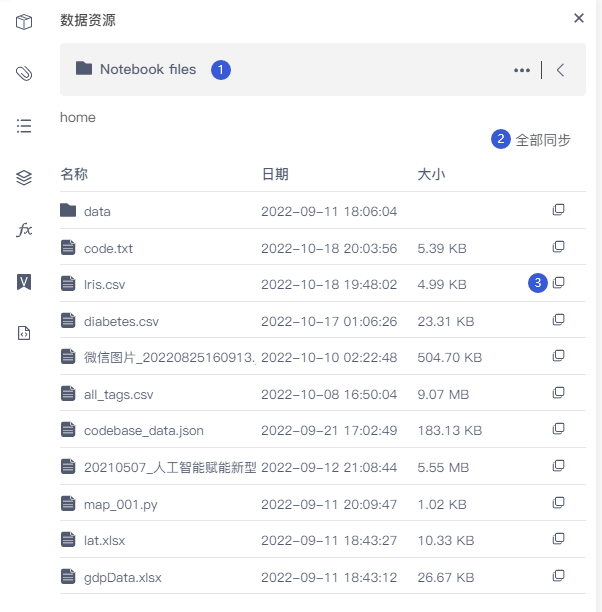 数据资源
Notebook files 1
home
2 全部同步
名称 日期 大小
data 2022-09-11 18:06:04
code.txt 2022-10-18 20:03:56 5.39 KB
Iris.csv 2022-10-18 19:48:02 4.99 KB 3
diabetes.csv 2022-10-17 01:06:26 23.31 KB
微信图片_20220825160913. 2022-10-10 02:22:48 504.70 KB
all_tags.csv 2022-10-08 16:50:04 9.07 MB
codebase_data.json 2022-09-21 17:02:49 183.13 KB
20210507_人工智能赋能新型 2022-09-12 21:08:44 5.55 MB
map_001.py 2022-09-11 20:09:47 1.02 KB
lat.xlsx 2022-09-11 18:43:27 10.33 KB
gdpData.xlsx 2022-09-11 18:43:12 26.67 KB
fx
V